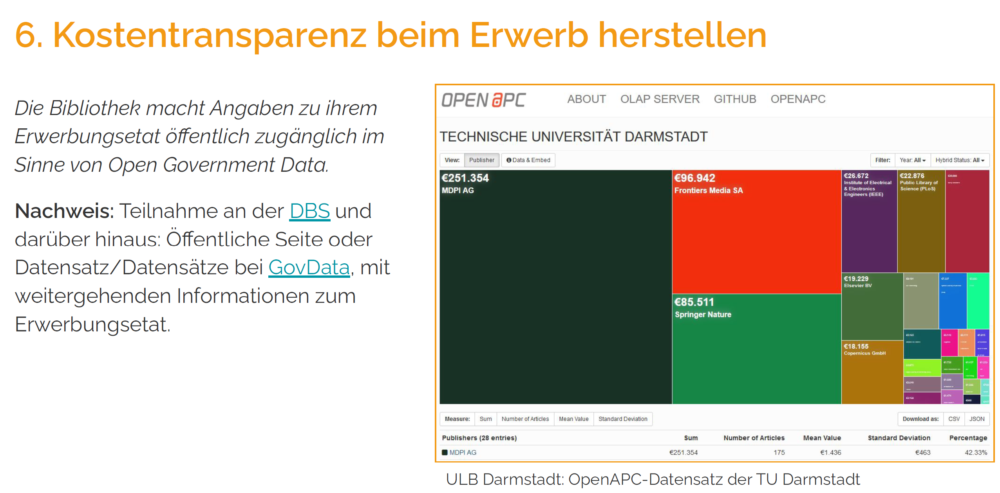 6. Kostentransparenz beim Erwerb herstellen
Die Bibliothek macht Angaben zu ihrem
Erwerbungsetat öffentlich zugänglich im
Sinne von Open Government Data.
Nachweis: Teilnahme an der DBS und
darüber hinaus: Öffentliche Seite oder
Datensatz/Datensätze bei GovData, mit
weitergehenden Informationen zum
Erwerbungsetat.
OPEN aPC
ABOUT OLAP SERVER GITHUB OPENAPC
TECHNISCHE UNIVERSITÄT DARMSTADT
View: Publisher Data & Embed
Filter: Year: All Hybrid Status: All
€251.354
MDPI AG
€96.942
Frontiers Media SA
€85.511
Springer Nature
€26.672
Institute of Electrical
& Electronics
Engineers (IEEE)
€22.876
Public Library of
Science (PLoS)
€19.229
Elsevier BV
€18.155
Copernicus GmbH
Measure: Sum Number of Articles Mean Value Standard Deviation
Download as: CSV JSON
Publishers (28 entries) Sum Number of Articles Mean Value Standard Deviation Percentage
MDPI AG €251.354 175 €1.436 €463 42.33%
ULB Darmstadt: OpenAPC-Datensatz der TU Darmstadt